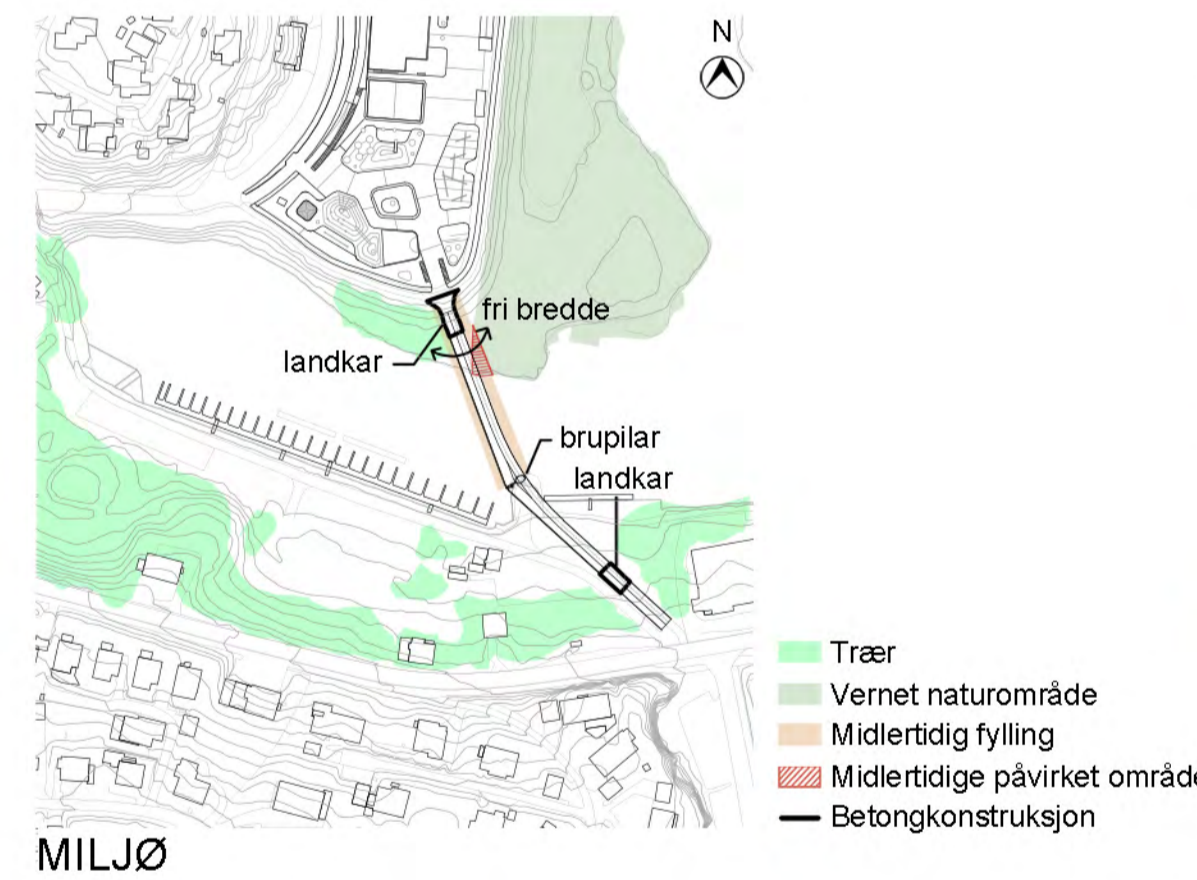 N
fri bredde
landkar
brupilar
landkar
Trær
Vernet naturområde
Midlertidig fylling
Midlertidige påvirket område
Betongkonstruksjon
MILJØ